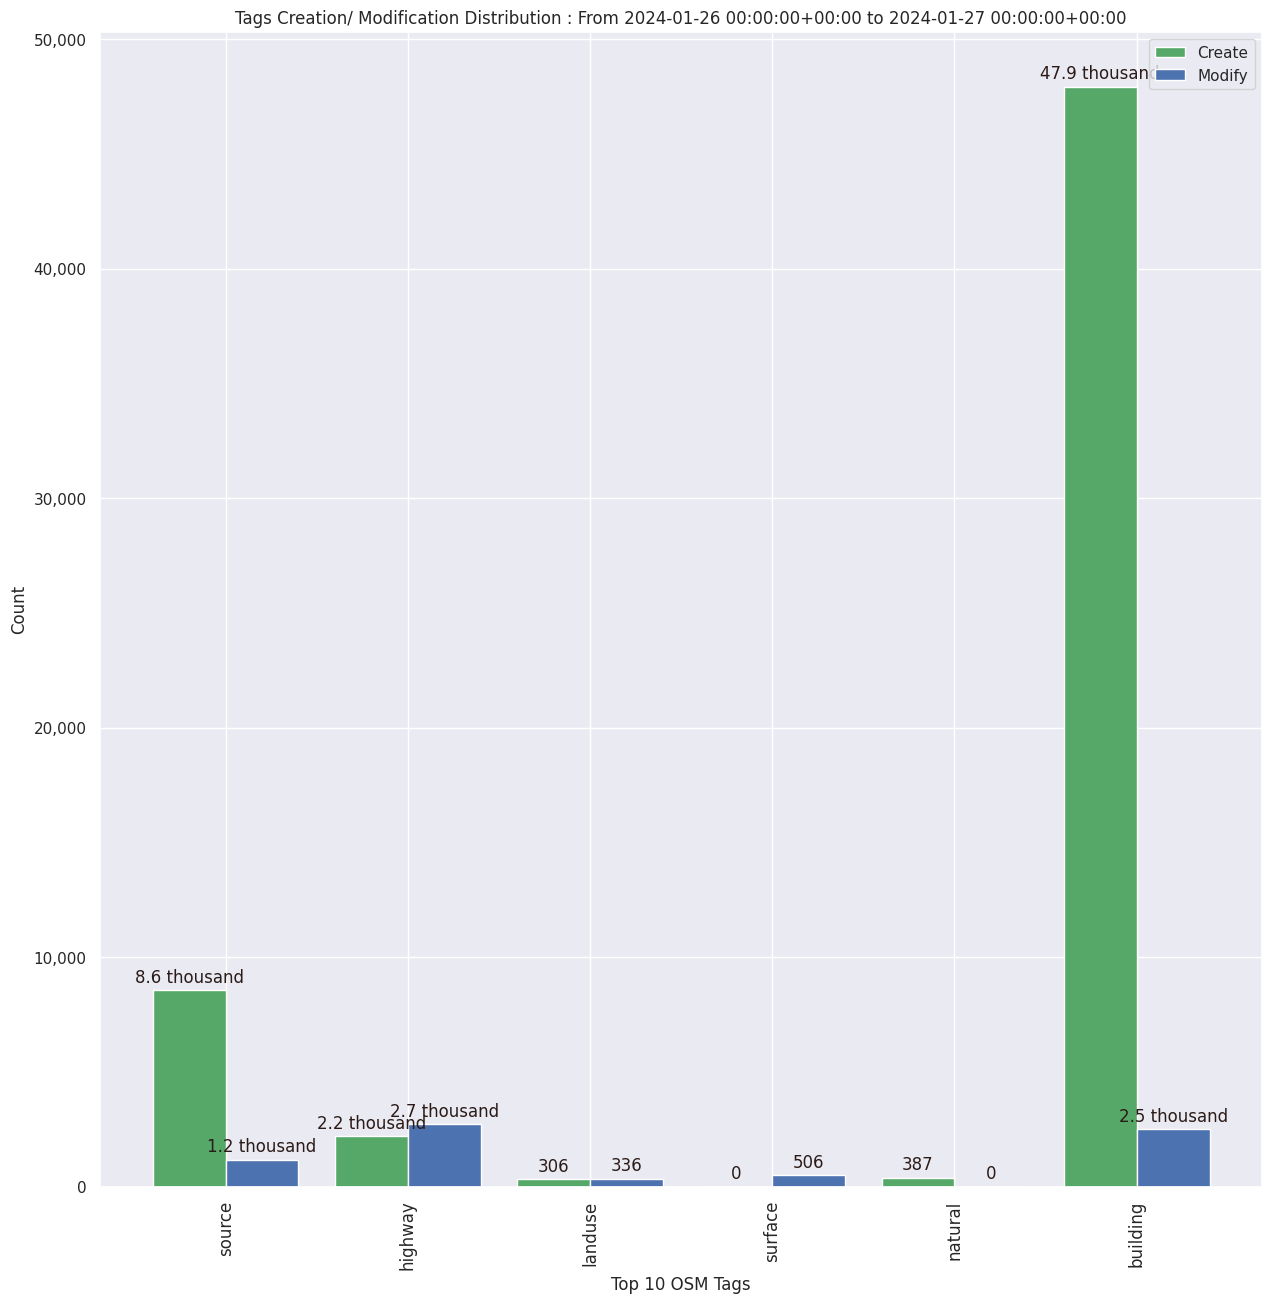 Tags Creation/ Modification Distribution : From 2024-01-26 00:00:00+00:00 to 2024-01-27 00:00:00+00:00
Create
Modify
50,000
40,000
30,000
20,000
10,000
0
Count
47.9 thousand
8.6 thousand
1.2 thousand
2.2 thousand
2.7 thousand
306
336
0
506
387
0
2.5 thousand
source
highway
landuse
surface
natural
building
Top 10 OSM Tags